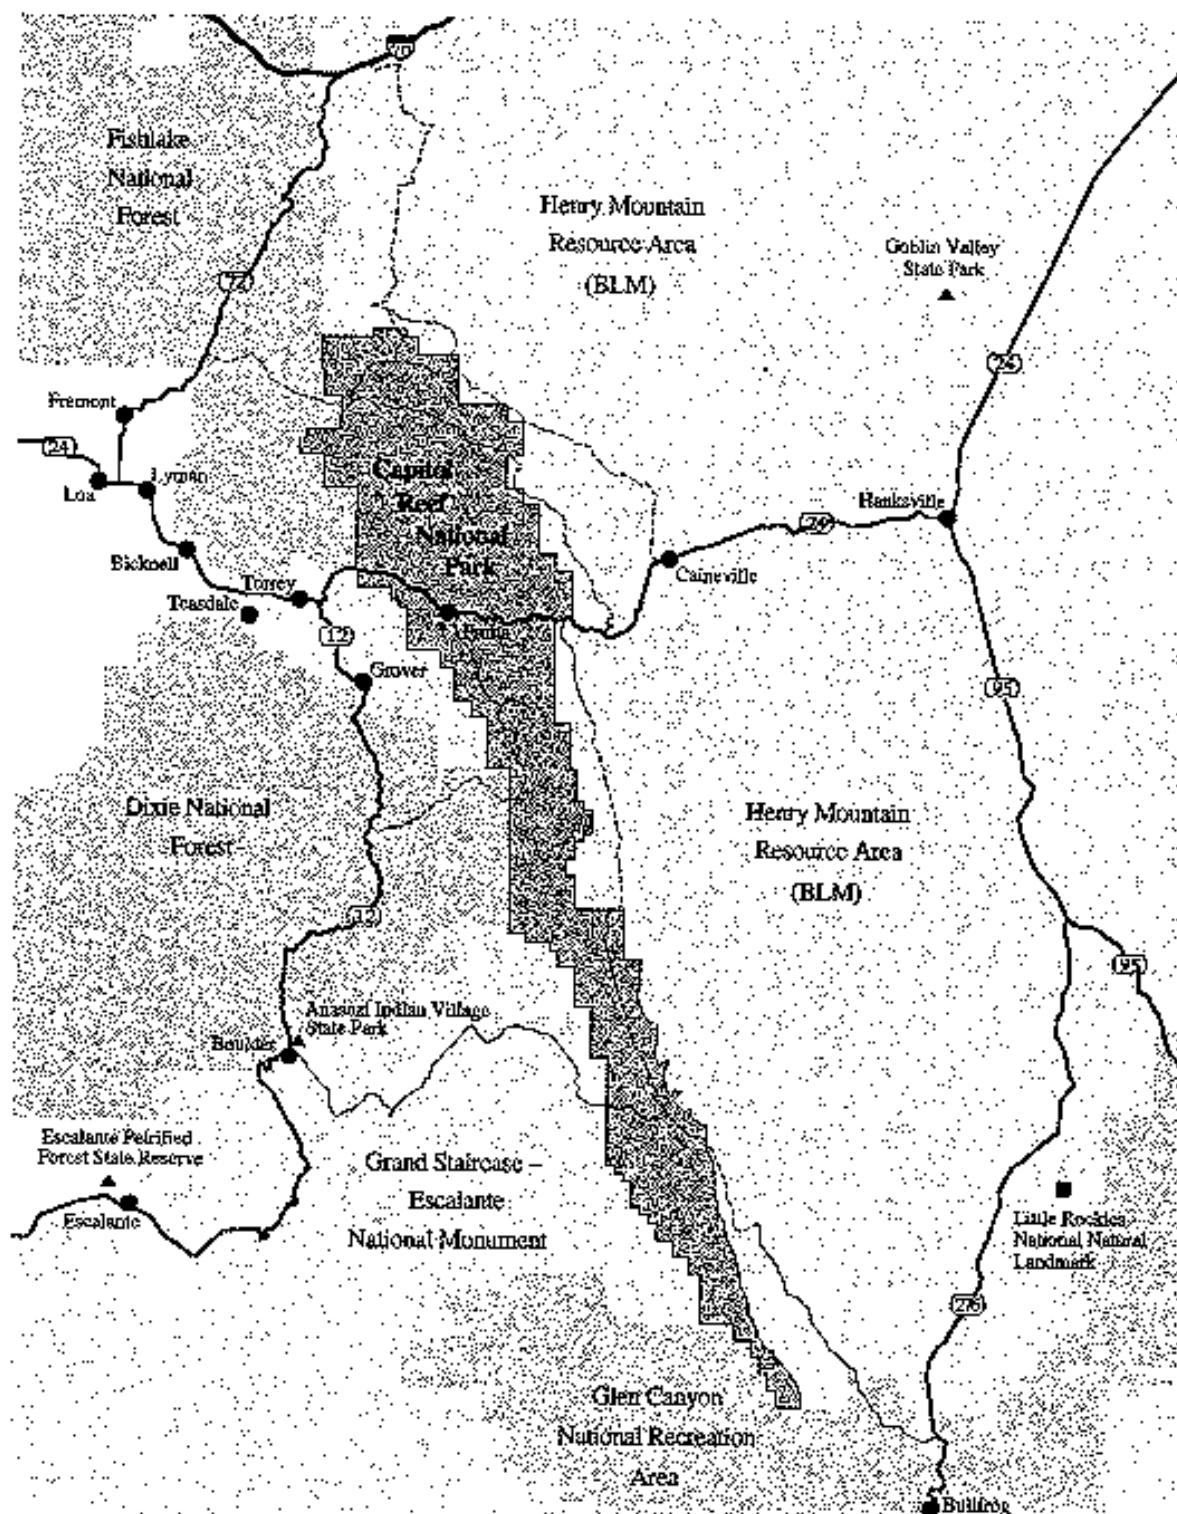 70
Fishlake
National
Forest
Henry Mountain
Resource Area
(BLM)
Goblin Valley
State Park
72
24
Fremont
24
Loa
Lyman
Capitol
Reef
National
Park
Hanksville
24
Bicknell
Caineville
Torrey
Teasdale
Fruita
12
Grover
95
Dixie National
Forest
Henry Mountain
Resource Area
(BLM)
12
95
Anasazi Indian Village
State Park
Boulder
Escalante Petrified
Forest State Reserve
Escalante
Grand Staircase –
Escalante
National Monument
Little Rockies
National Natural
Landmark
276
Glen Canyon
National Recreation
Area
Bullfrog